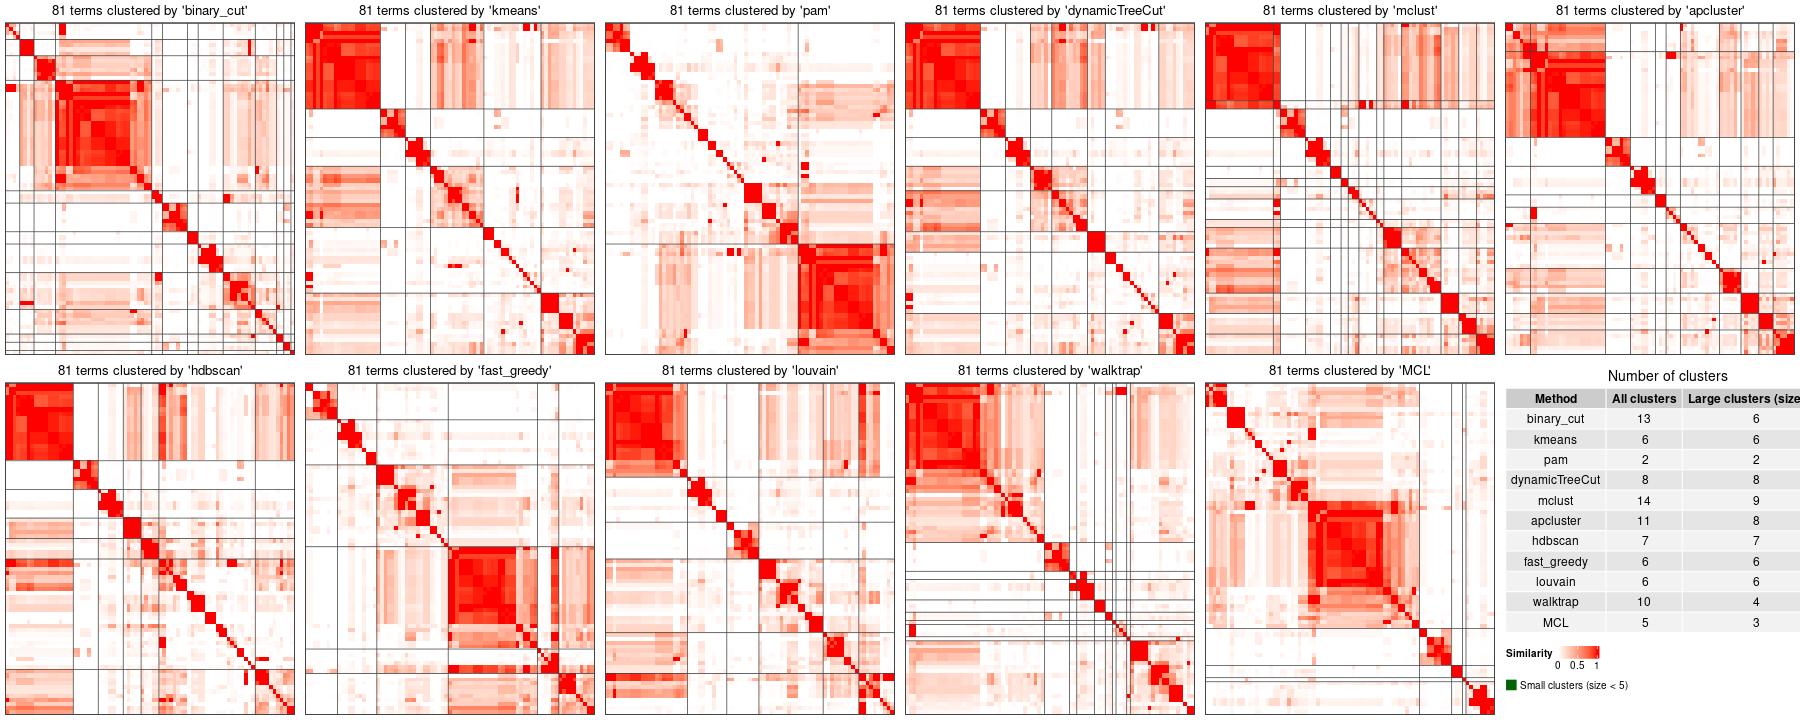 81 terms clustered by 'binary_cut'
81 terms clustered by 'kmeans'
81 terms clustered by 'pam'
81 terms clustered by 'dynamicTreeCut'
81 terms clustered by 'mclust'
81 terms clustered by 'apcluster'
81 terms clustered by 'hdbscan'
81 terms clustered by 'fast_greedy'
81 terms clustered by 'louvain'
81 terms clustered by 'walktrap'
81 terms clustered by 'MCL'
Number of clusters
Method All clusters Large clusters (size
binary_cut 13 6
kmeans 6 6
pam 2 2
dynamicTreeCut 8 8
mclust 14 9
apcluster 11 8
hdbscan 7 7
fast_greedy 6 6
louvain 6 6
walktrap 10 4
MCL 5 3
Similarity
0 0.5 1
Small clusters (size < 5)